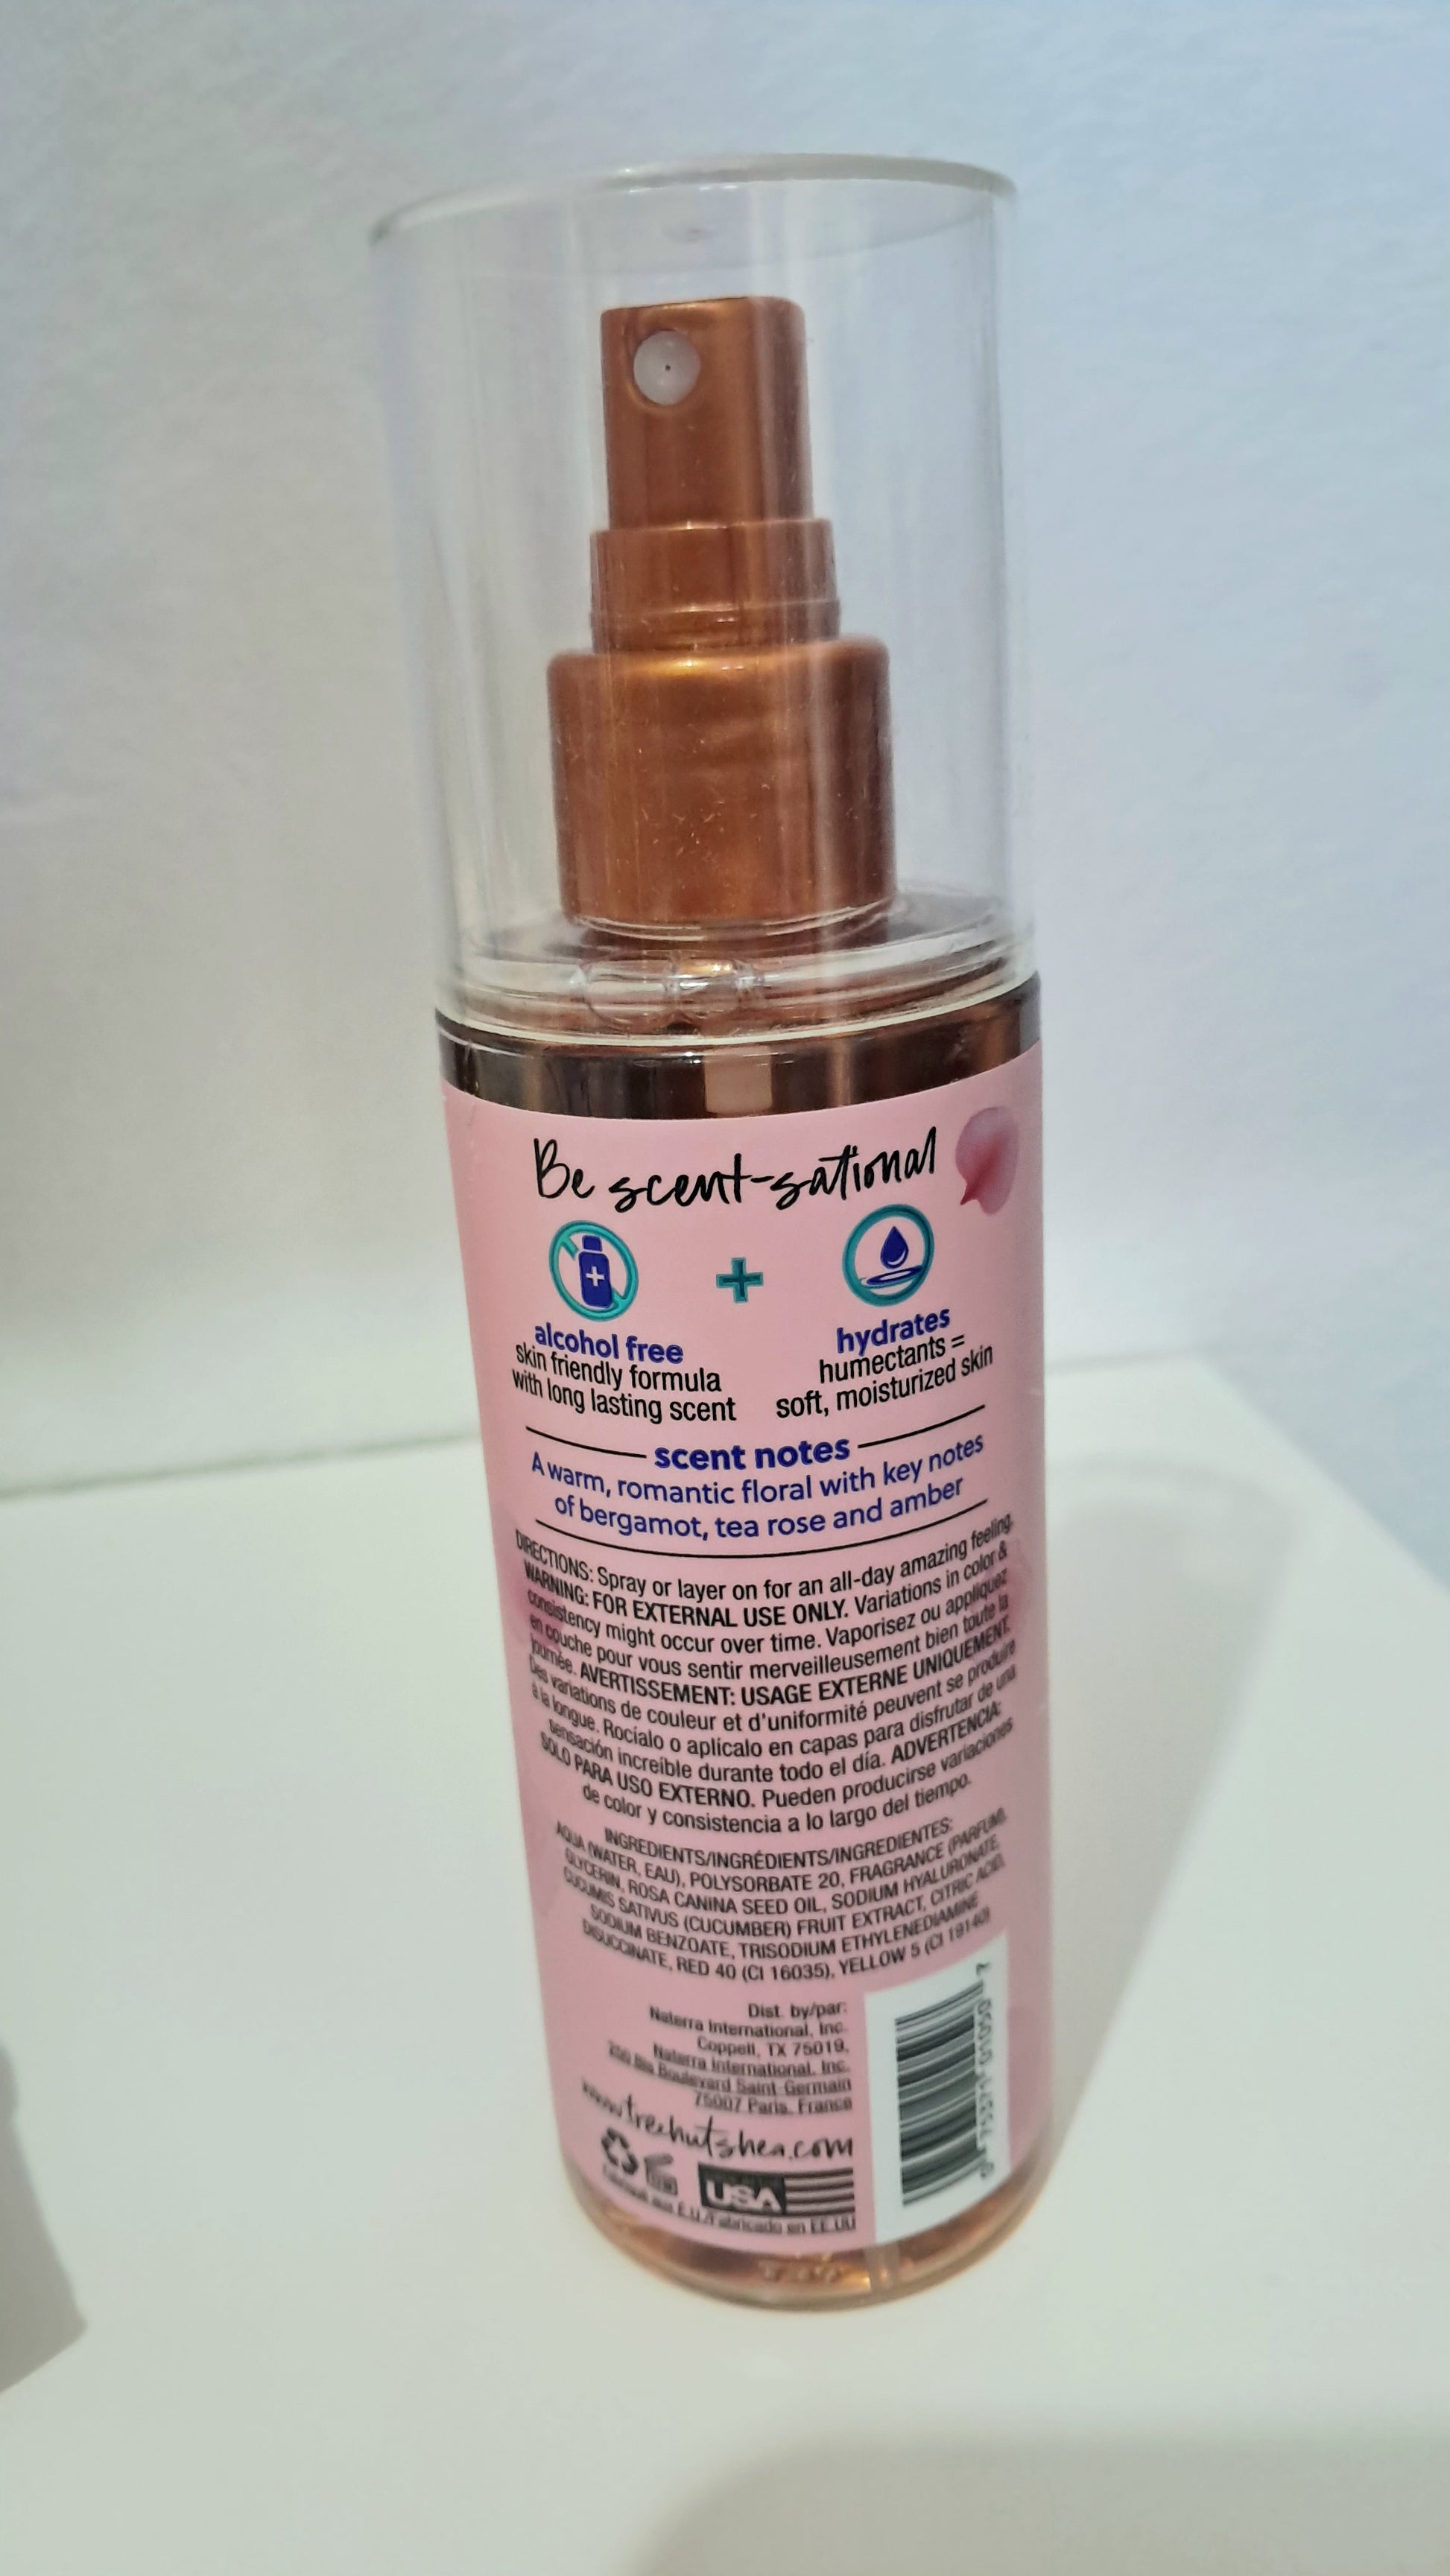 Be scent-sational
alcohol free
skin friendly formula
with long lasting scent
+
hydrates
humectants =
soft, moisturized skin
scent notes
A warm, romantic floral with key notes
of bergamot, tea rose and amber
DIRECTIONS: Spray or layer on for an all-day amazing feeling.
WARNING: FOR EXTERNAL USE ONLY. Variations in color &
consistency might occur over time. Vaporisez ou appliquez
en couche pour vous sentir merveilleusement bien toute la
journée. AVERTISSEMENT: USAGE EXTERNE UNIQUEMENT.
Des variations de couleur et d'uniformité peuvent se produire
à la longue. Rocíalo o aplícalo en capas para disfrutar de una
sensación increíble durante todo el día. ADVERTENCIA:
SOLO PARA USO EXTERNO. Pueden producirse variaciones
de color y consistencia a lo largo del tiempo.
INGREDIENTS/INGRÉDIENTS/INGREDIENTES:
AQUA (WATER, EAU), POLYSORBATE 20, FRAGRANCE (PARFUM),
GLYCERIN, ROSA CANINA SEED OIL, SODIUM HYALURONATE,
CUCUMIS SATIVUS (CUCUMBER) FRUIT EXTRACT, CITRIC ACID,
SODIUM BENZOATE, TRISODIUM ETHYLENEDIAMINE
DISUCCINATE, RED 40 (CI 16035), YELLOW 5 (CI 19140)
Dist. by/par:
Naterra International, Inc.
Coppell, TX 75019,
Naterra International, Inc.
Boulevard Saint-Germain
75007 Paris, France
www.treehutshea.com
USA
É.U./Fabricado en EE.UU
0 75371 01050 7